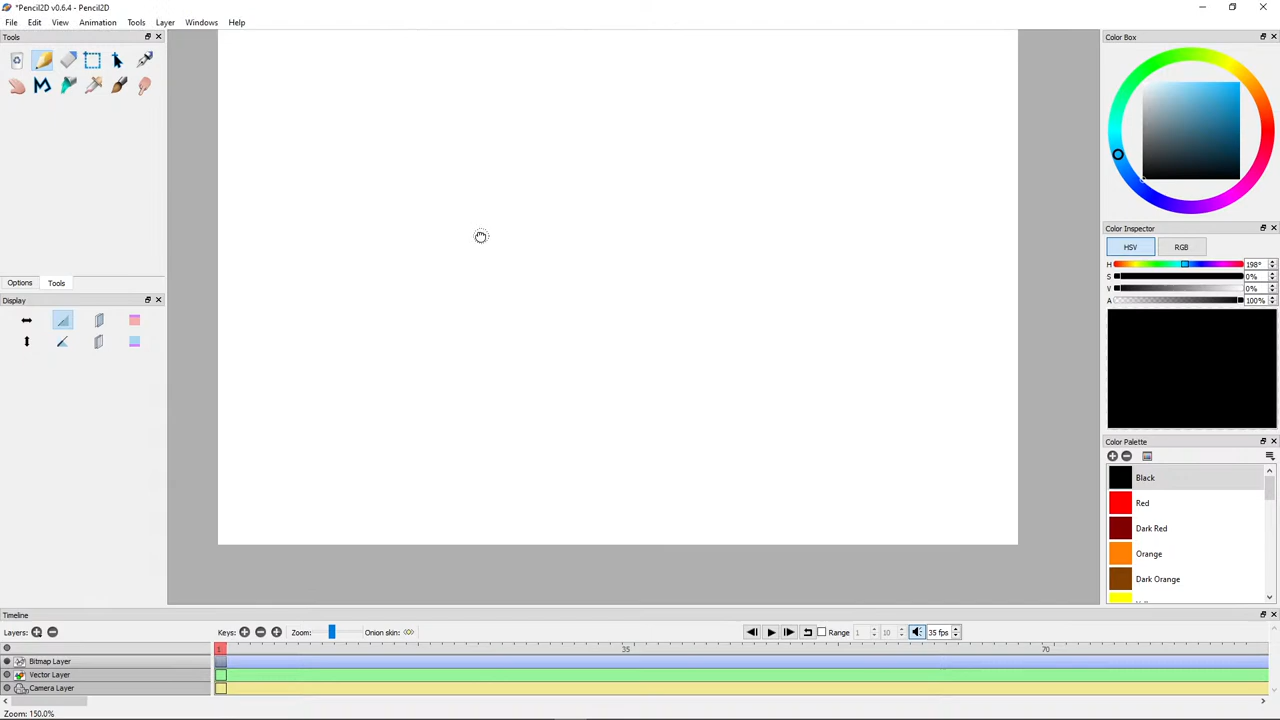 *Pencil2D v0.6.4 - Pencil2D
File Edit View Animation Tools Layer Windows Help
Tools
Options Tools
Display
Color Box
Color Inspector
HSV RGB
H 198°
S 0%
V 0%
A 100%
Color Palette
Black
Red
Dark Red
Orange
Dark Orange
Timeline
Layers: Keys: Zoom: Onion skin: Range 1 10 35 fps
1 35 70
Bitmap Layer
Vector Layer
Camera Layer
Zoom: 150.0%